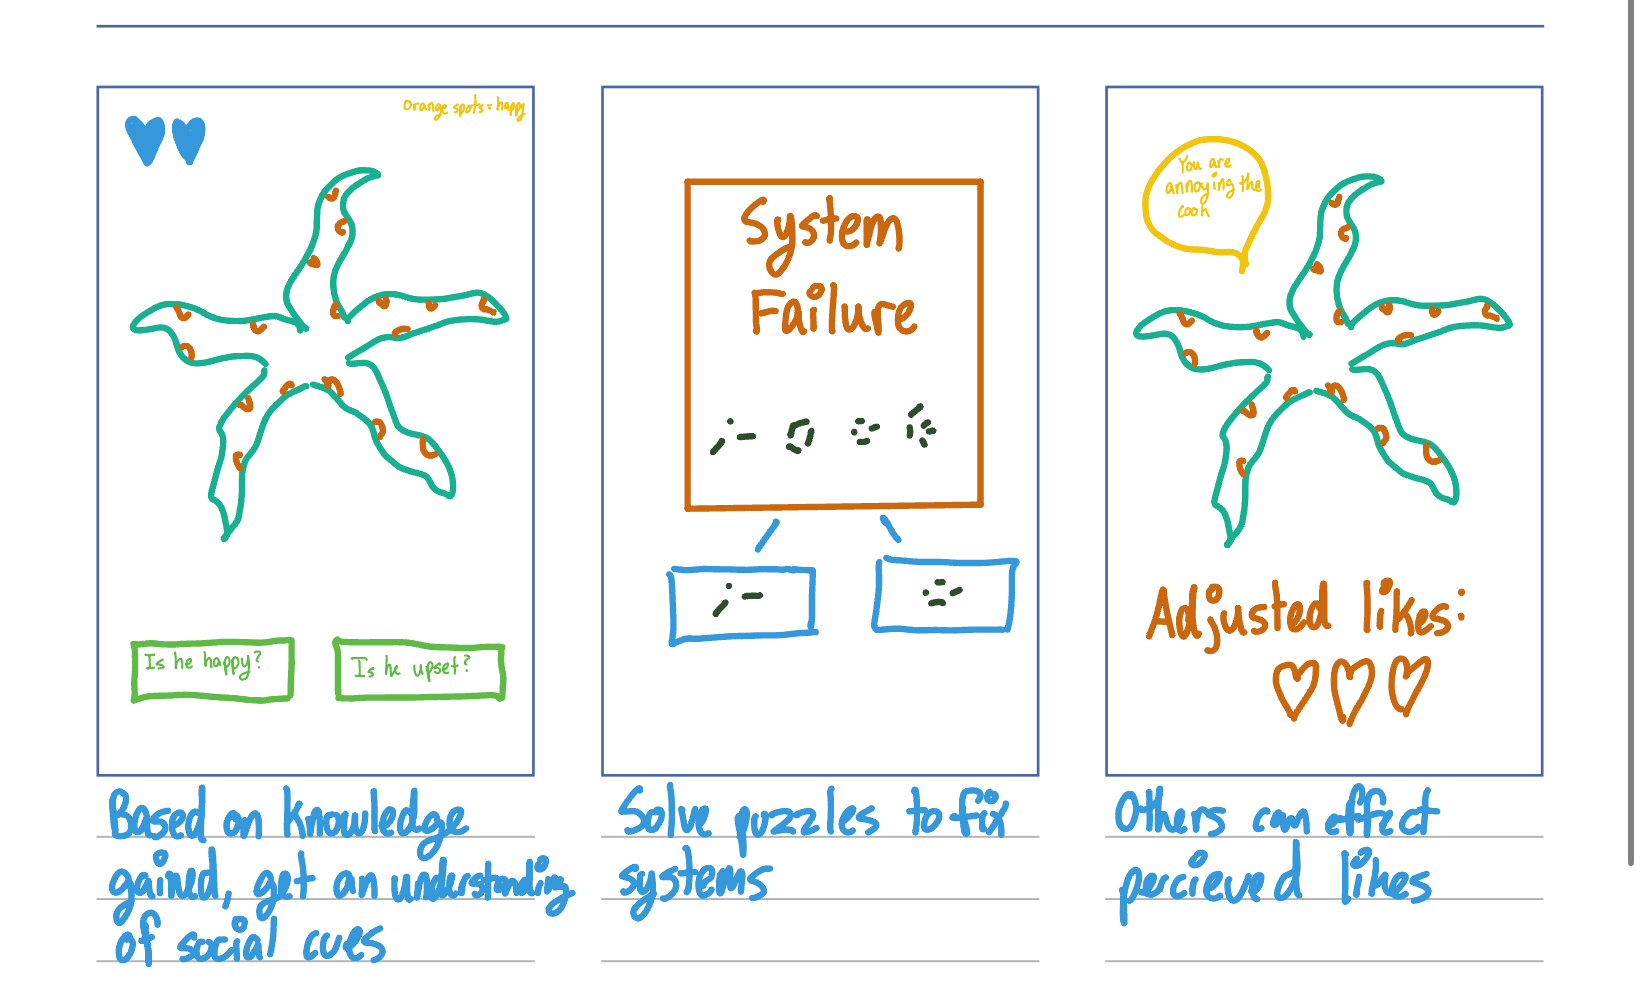 Orange spots = happy
Is he happy?
Is he upset?
Based on knowledge
gained, get an understanding
of social cues
System
Failure
Solve puzzles to fix
systems
You are
annoying the
cook
Adjusted likes:
Others can effect
percieved likes